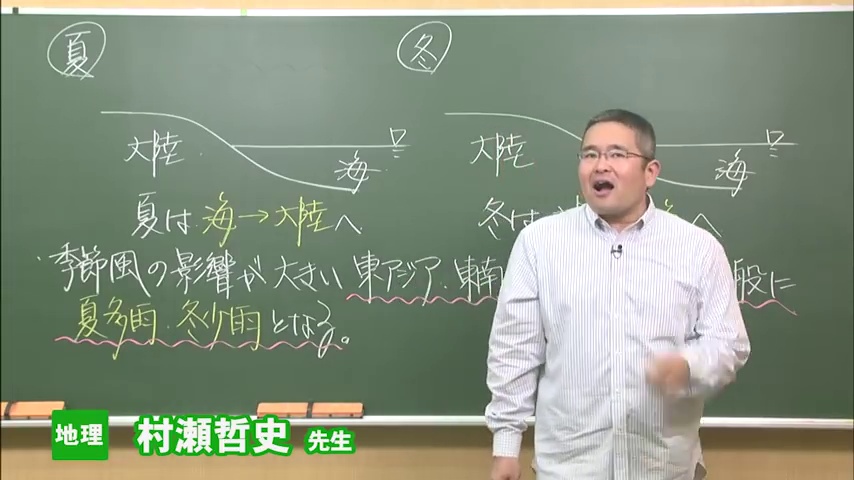 夏
冬
大陸
海
大陸
海
夏は 海→大陸へ
冬は へ
季節風の影響が大きい 東アジア・東南 般に
夏多雨・冬少雨となる。
地理 村瀬哲史 先生